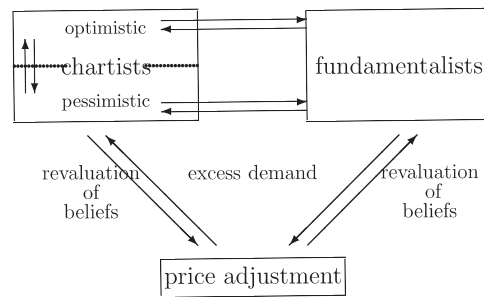 optimistic
chartists
pessimistic
fundamentalists
revaluation
of
beliefs
excess demand
revaluation
of
beliefs
price adjustment